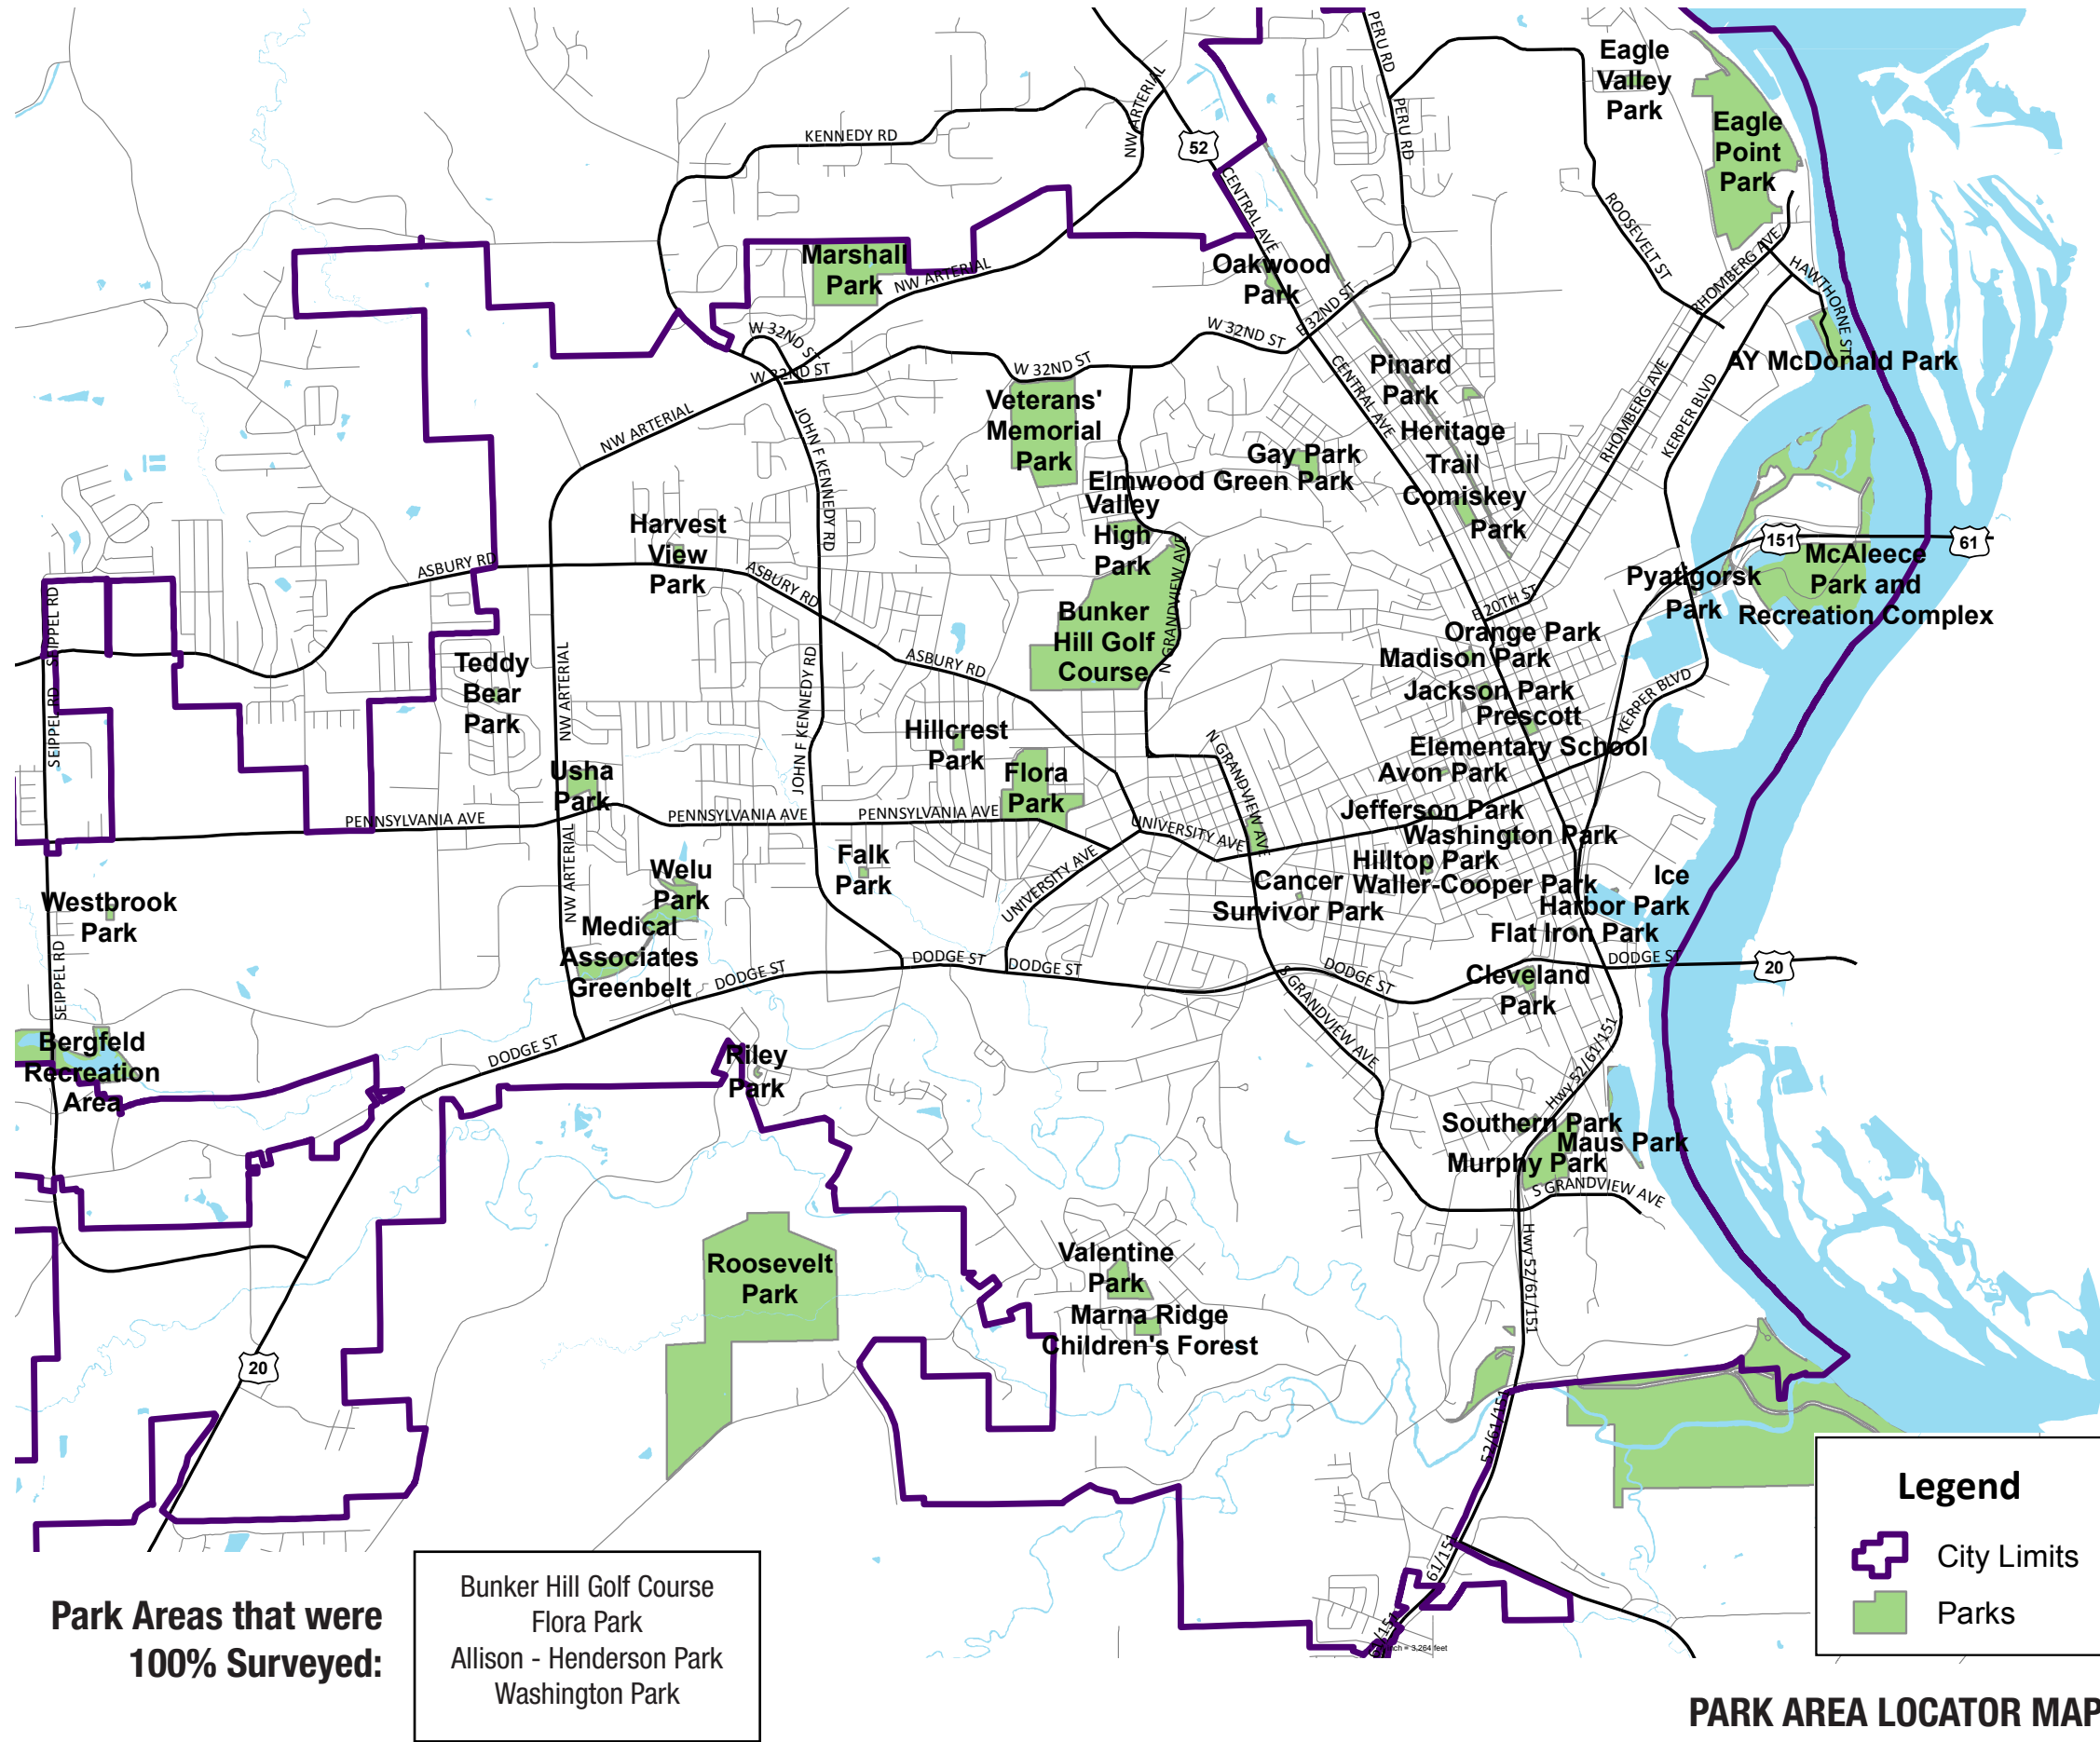 PERU RD
Eagle
Valley
Park
NW ARTERIAL
PERU RD
KENNEDY RD
52
Eagle
Point
Park
CENTRAL AVE
ROOSEVELT ST
Marshall
Park
NW ARTERIAL
Oakwood
Park
RHOMBERG AVE
HAWTHORNE ST
W 32ND ST
W 32ND ST
W 32ND ST
W 32ND ST
E 32ND ST
Pinard
Park
AY McDonald Park
CENTRAL AVE
RHOMBERG AVE
KERPER BLVD
NW ARTERIAL
JOHN F KENNEDY RD
Veterans'
Memorial
Park
Heritage
Trail
Gay Park
Elmwood Green Park
Comiskey
Park
Valley
High
Park
Harvest
View
Park
ASBURY RD
ASBURY RD
151
61
McAleece
Park and
Recreation Complex
Pyatigorsk
Park
SEIPPEL RD
Bunker
Hill Golf
Course
N GRANDVIEW AVE
E 20TH ST
Orange Park
Madison Park
Jackson Park
Prescott
Elementary School
Avon Park
KERPER BLVD
ASBURY RD
Teddy
Bear
Park
NW ARTERIAL
JOHN F KENNEDY RD
SEIPPEL RD
Hillcrest
Park
Flora
Park
N GRANDVIEW AVE
Usha
Park
PENNSYLVANIA AVE
PENNSYLVANIA AVE
PENNSYLVANIA AVE
UNIVERSITY AVE
Jefferson Park
Washington Park
Hilltop Park
Waller-Cooper Park
Cancer
Survivor Park
Ice
Harbor Park
Flat Iron Park
NW ARTERIAL
Falk
Park
UNIVERSITY AVE
Welu
Park
Medical
Associates
Greenbelt
Westbrook
Park
SEIPPEL RD
DODGE ST
DODGE ST
DODGE ST
DODGE ST
DODGE ST
20
Cleveland
Park
S GRANDVIEW AVE
Bergfeld
Recreation
Area
DODGE ST
Riley
Park
Hwy 52/61/151
Southern Park
Maus Park
Murphy Park
S GRANDVIEW AVE
Roosevelt
Park
Valentine
Park
Marna Ridge
Children's Forest
Hwy 52/61/151
20
52/61/151
61/151
Legend
City Limits
Parks
Park Areas that were
100% Surveyed:
Bunker Hill Golf Course
Flora Park
Allison - Henderson Park
Washington Park
= 3,264 feet
PARK AREA LOCATOR MAP